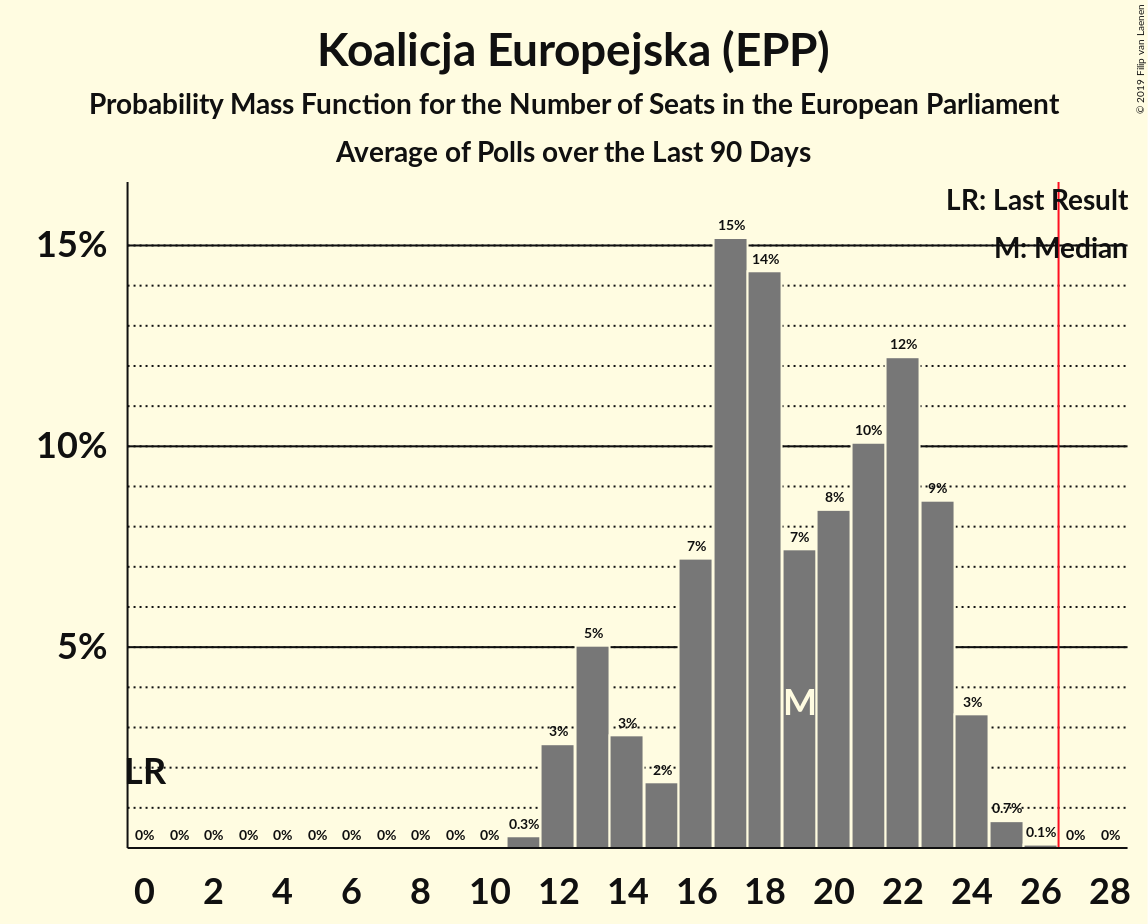 © 2019 Filip van Laenen
Koalicja Europejska (EPP)
Probability Mass Function for the Number of Seats in the European Parliament
Average of Polls over the Last 90 Days
LR: Last Result
M: Median
15%
10%
5%
15%
14%
12%
10%
9%
8%
7%
7%
5%
3%
3%
3%
2%
0.7%
0.3%
0.1%
M
LR
0% 0% 0% 0% 0% 0% 0% 0% 0% 0% 0% 0% 0%
0 2 4 6 8 10 12 14 16 18 20 22 24 26 28